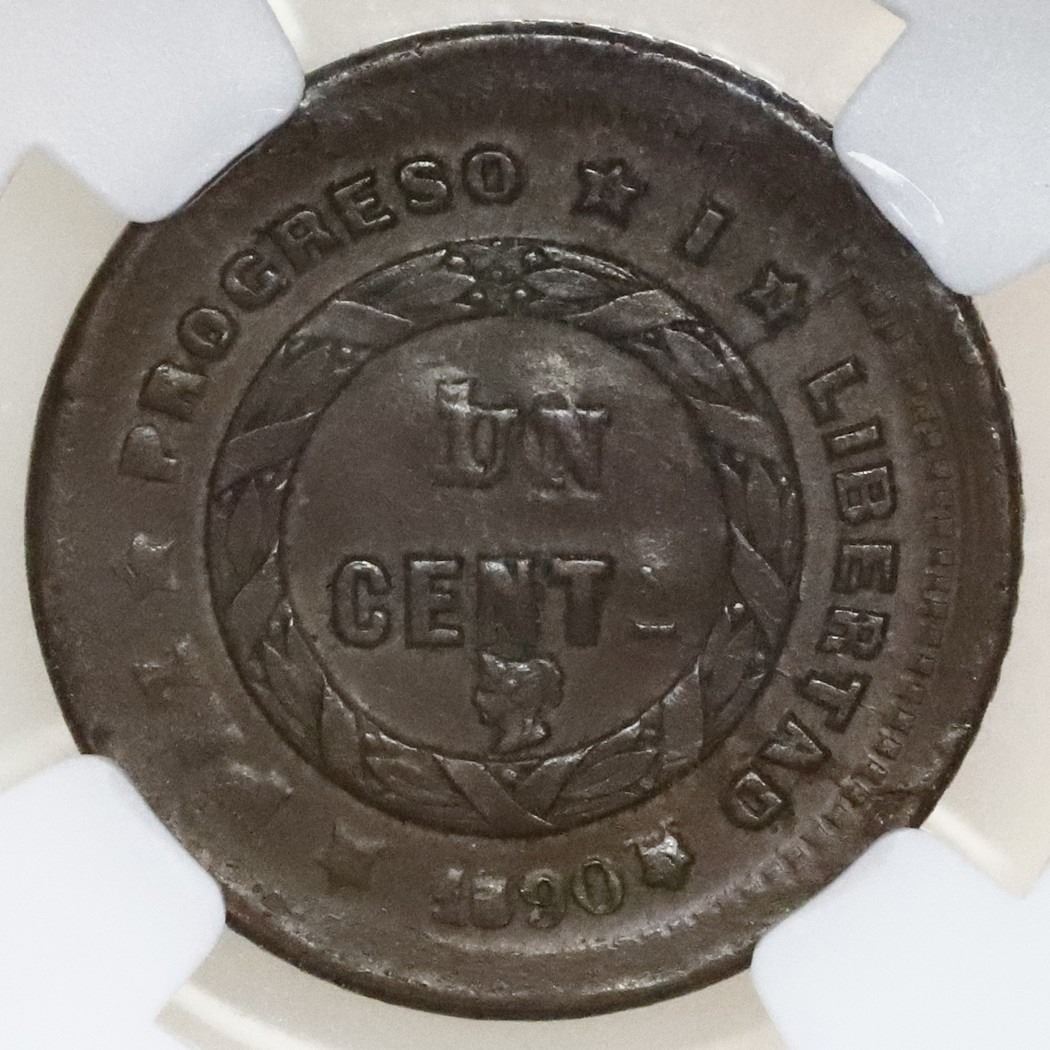 PROGRESO ★ I ★ LIBERTAD
UN
CENT.
1890